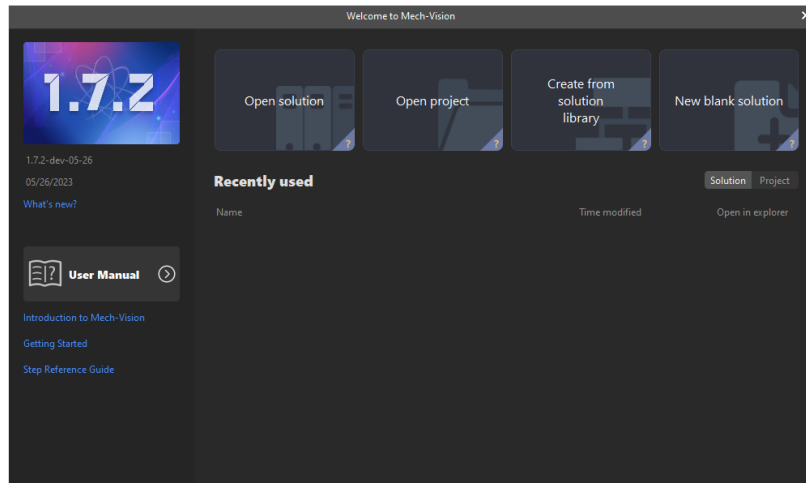 Welcome to Mech-Vision
1.7.2
1.7.2-dev-05-26
05/26/2023
What's new?
User Manual
Introduction to Mech-Vision
Getting Started
Step Reference Guide
Open solution
?
Open project
?
Create from
solution
library
?
New blank solution
?
Recently used
Solution Project
Name Time modified Open in explorer